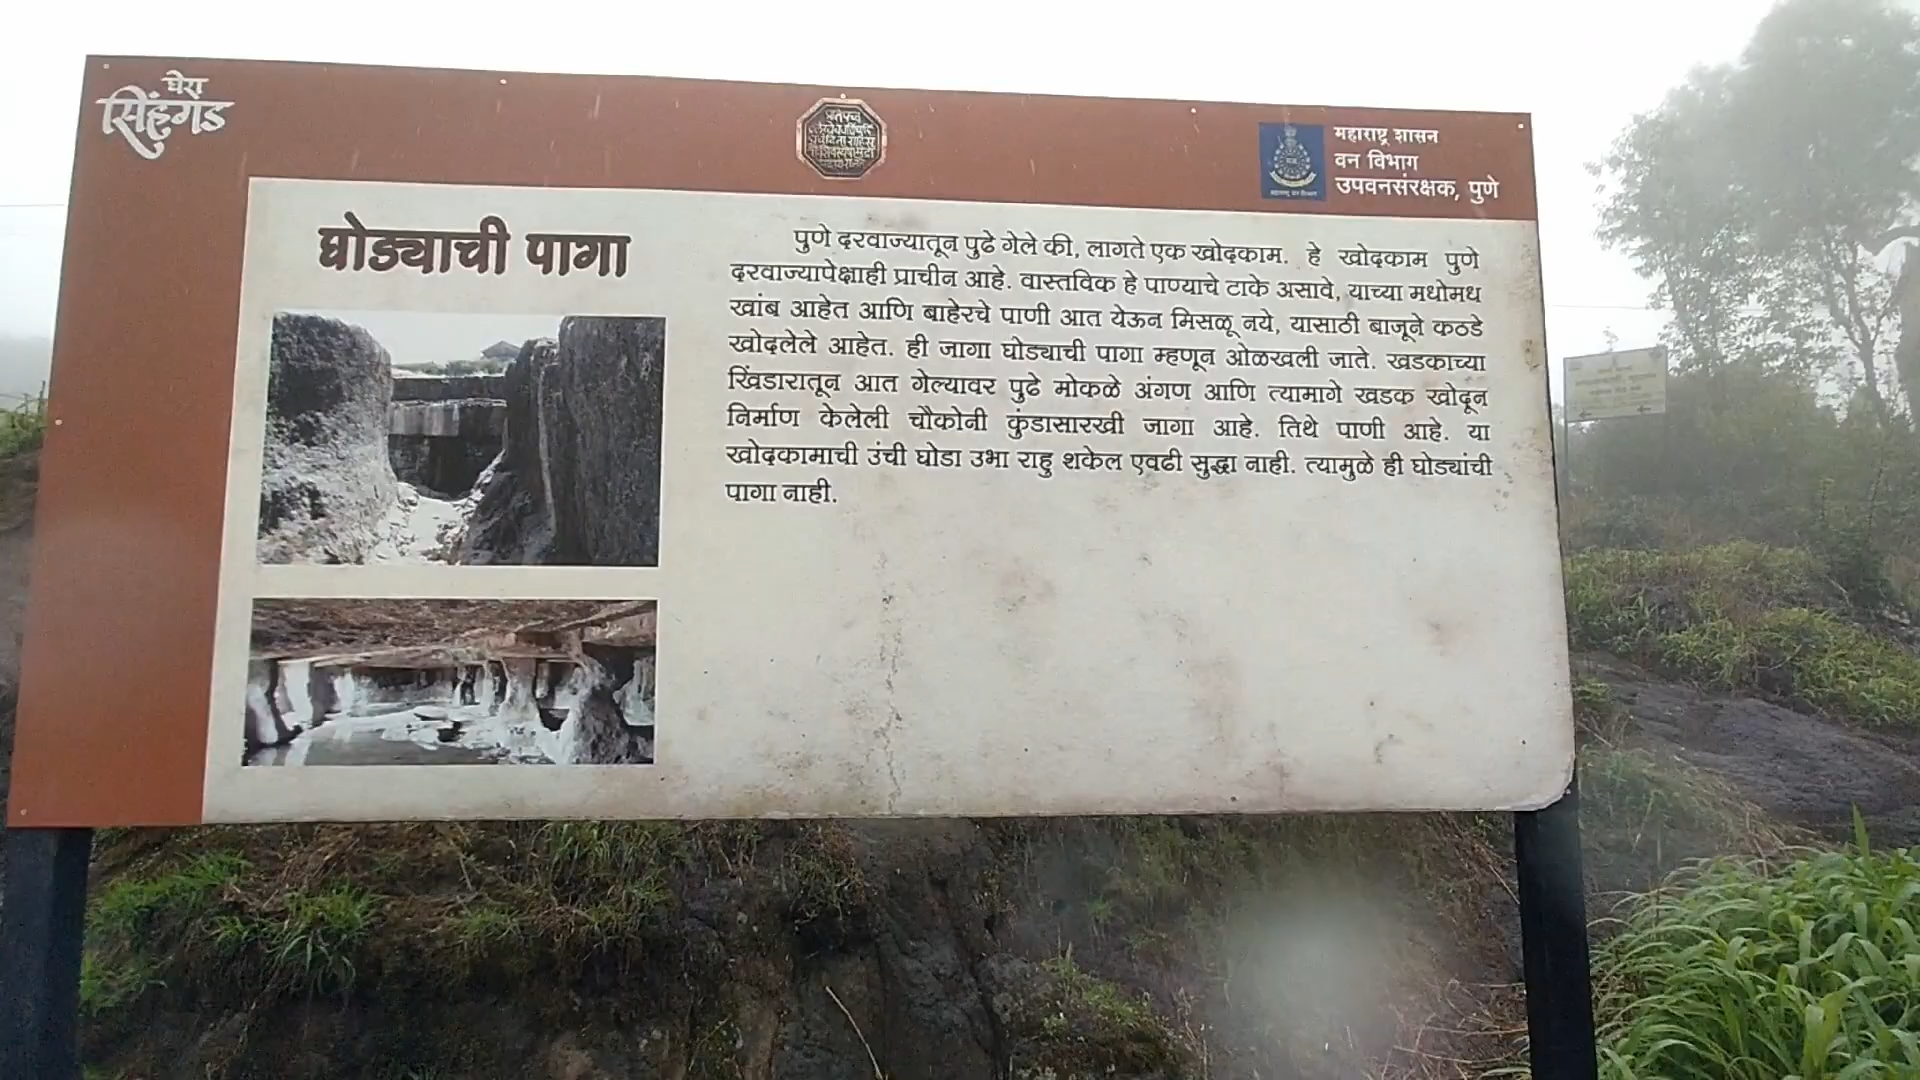 घेरा
सिंहगड
महाराष्ट्र शासन
वन विभाग
उपवनसंरक्षक, पुणे
घोड्याची पागा
पुणे दरवाज्यातून पुढे गेले की, लागते एक खोदकाम. हे खोदकाम पुणे
दरवाज्यापेक्षाही प्राचीन आहे. वास्तविक हे पाण्याचे टाके असावे, याच्या मधोमध
खांब आहेत आणि बाहेरचे पाणी आत येऊन मिसळू नये, यासाठी बाजूने कठडे
खोदलेले आहेत. ही जागा घोड्याची पागा म्हणून ओळखली जाते. खडकाच्या
खिंडारातून आत गेल्यावर पुढे मोकळे अंगण आणि त्यामागे खडक खोदून
निर्माण केलेली चौकोनी कुंडासारखी जागा आहे. तिथे पाणी आहे. या
खोदकामाची उंची घोडा उभा राहु शकेल एवढी सुद्धा नाही. त्यामुळे ही घोड्यांची
पागा नाही.